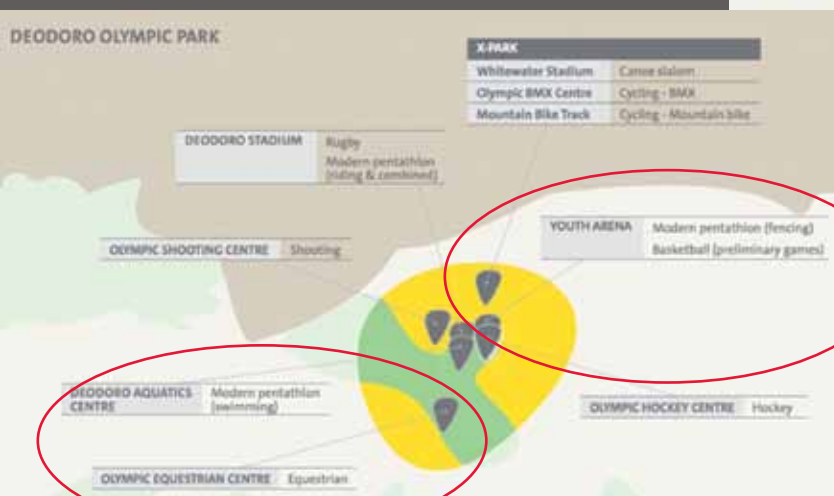 DEODORO OLYMPIC PARK
X-PARK
Whitewater Stadium Canoe slalom
Olympic BMX Centre Cycling - BMX
Mountain Bike Track Cycling - Mountain bike
DEODORO STADIUM Rugby
Modern pentathlon
(riding & combined)
YOUTH ARENA Modern pentathlon (fencing)
Basketball (preliminary games)
OLYMPIC SHOOTING CENTRE Shooting
DEODORO AQUATICS Modern pentathlon
CENTRE (swimming)
OLYMPIC HOCKEY CENTRE Hockey
OLYMPIC EQUESTRIAN CENTRE Equestrian